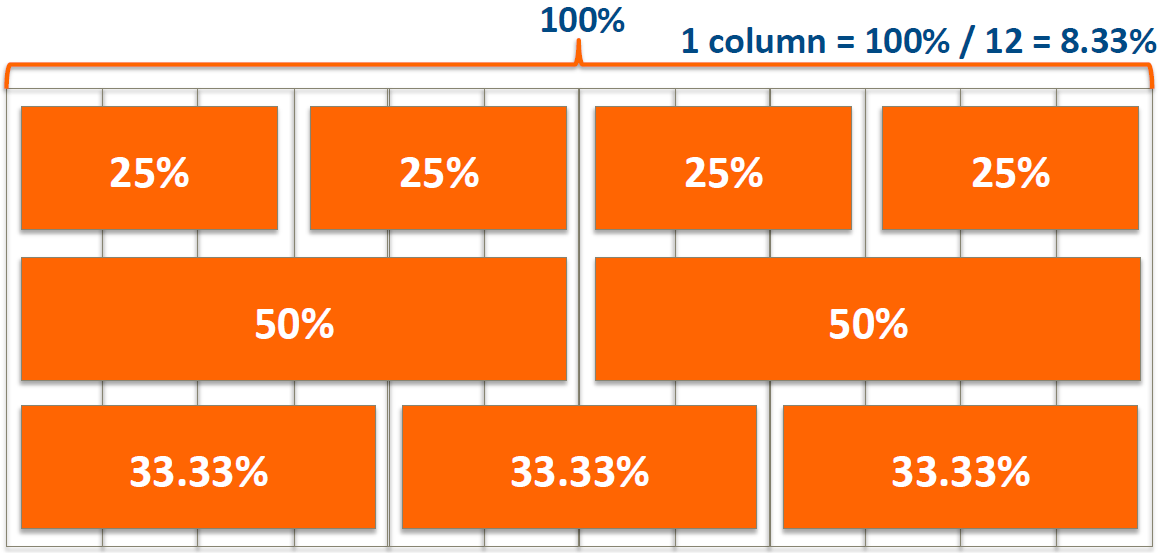 100%
1 column = 100% / 12 = 8.33%
25% 25% 25% 25%
50% 50%
33.33% 33.33% 33.33%